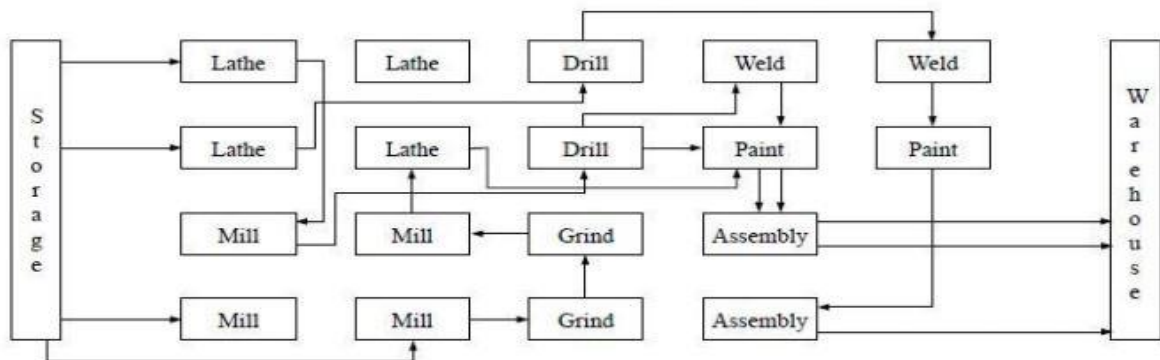 Storage
Lathe
Lathe
Drill
Weld
Weld
Warehouse
Lathe
Lathe
Drill
Paint
Paint
Mill
Mill
Grind
Assembly
Mill
Mill
Grind
Assembly